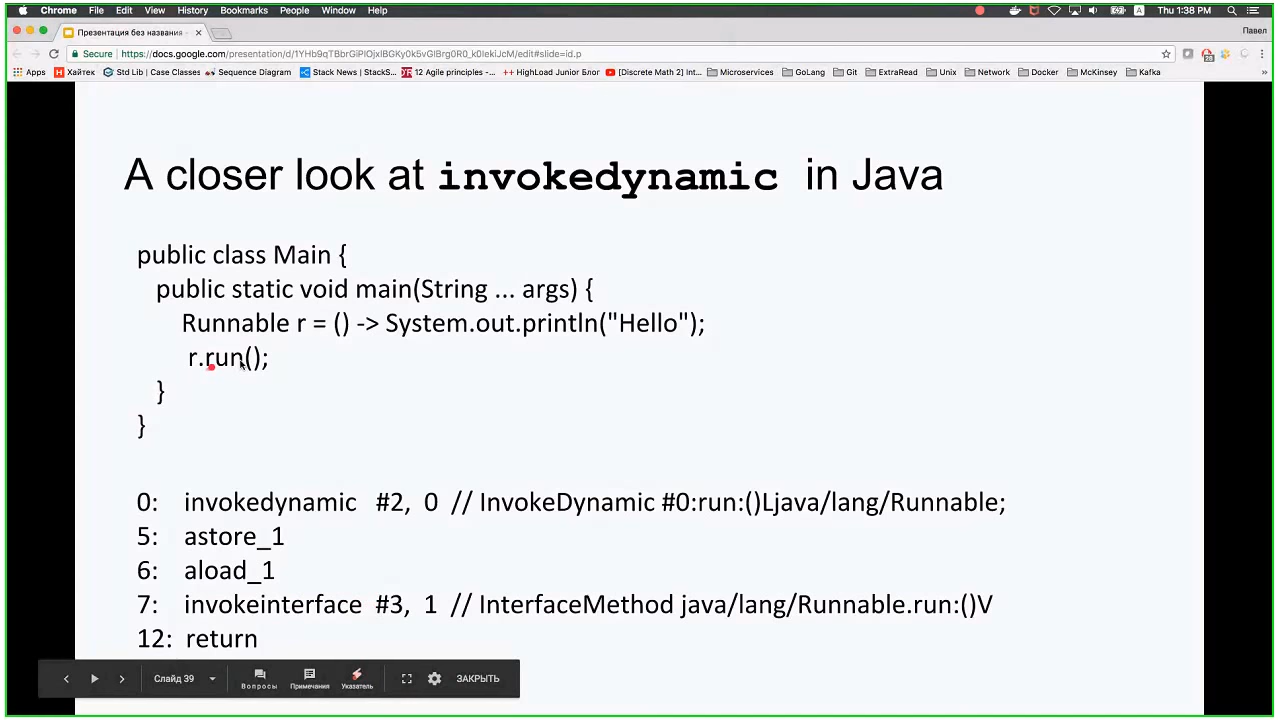 Chrome File Edit View History Bookmarks People Window Help Thu 1:38 PM
Презентация без названия - Павел
Secure https://docs.google.com/presentation/d/1YHb9qTBbrGiPIOjxlBGKy0k5vGlBrg0R0_k0IekiJcM/edit#slide=id.p
Apps Хайтек Std Lib | Case Classes Sequence Diagram Stack News | StackS... 12 Agile principles -... HighLoad Junior Блог [Discrete Math 2] Int... Microservices GoLang Git ExtraRead Unix Network Docker McKinsey Kafka »
A closer look at invokedynamic in Java
public class Main {
public static void main(String ... args) {
Runnable r = () -> System.out.println("Hello");
r.run();
}
}
0: invokedynamic #2, 0 // InvokeDynamic #0:run:()Ljava/lang/Runnable;
5: astore_1
6: aload_1
7: invokeinterface #3, 1 // InterfaceMethod java/lang/Runnable.run:()V
12: return
Слайд 39 Вопросы Примечания Указатель ЗАКРЫТЬ